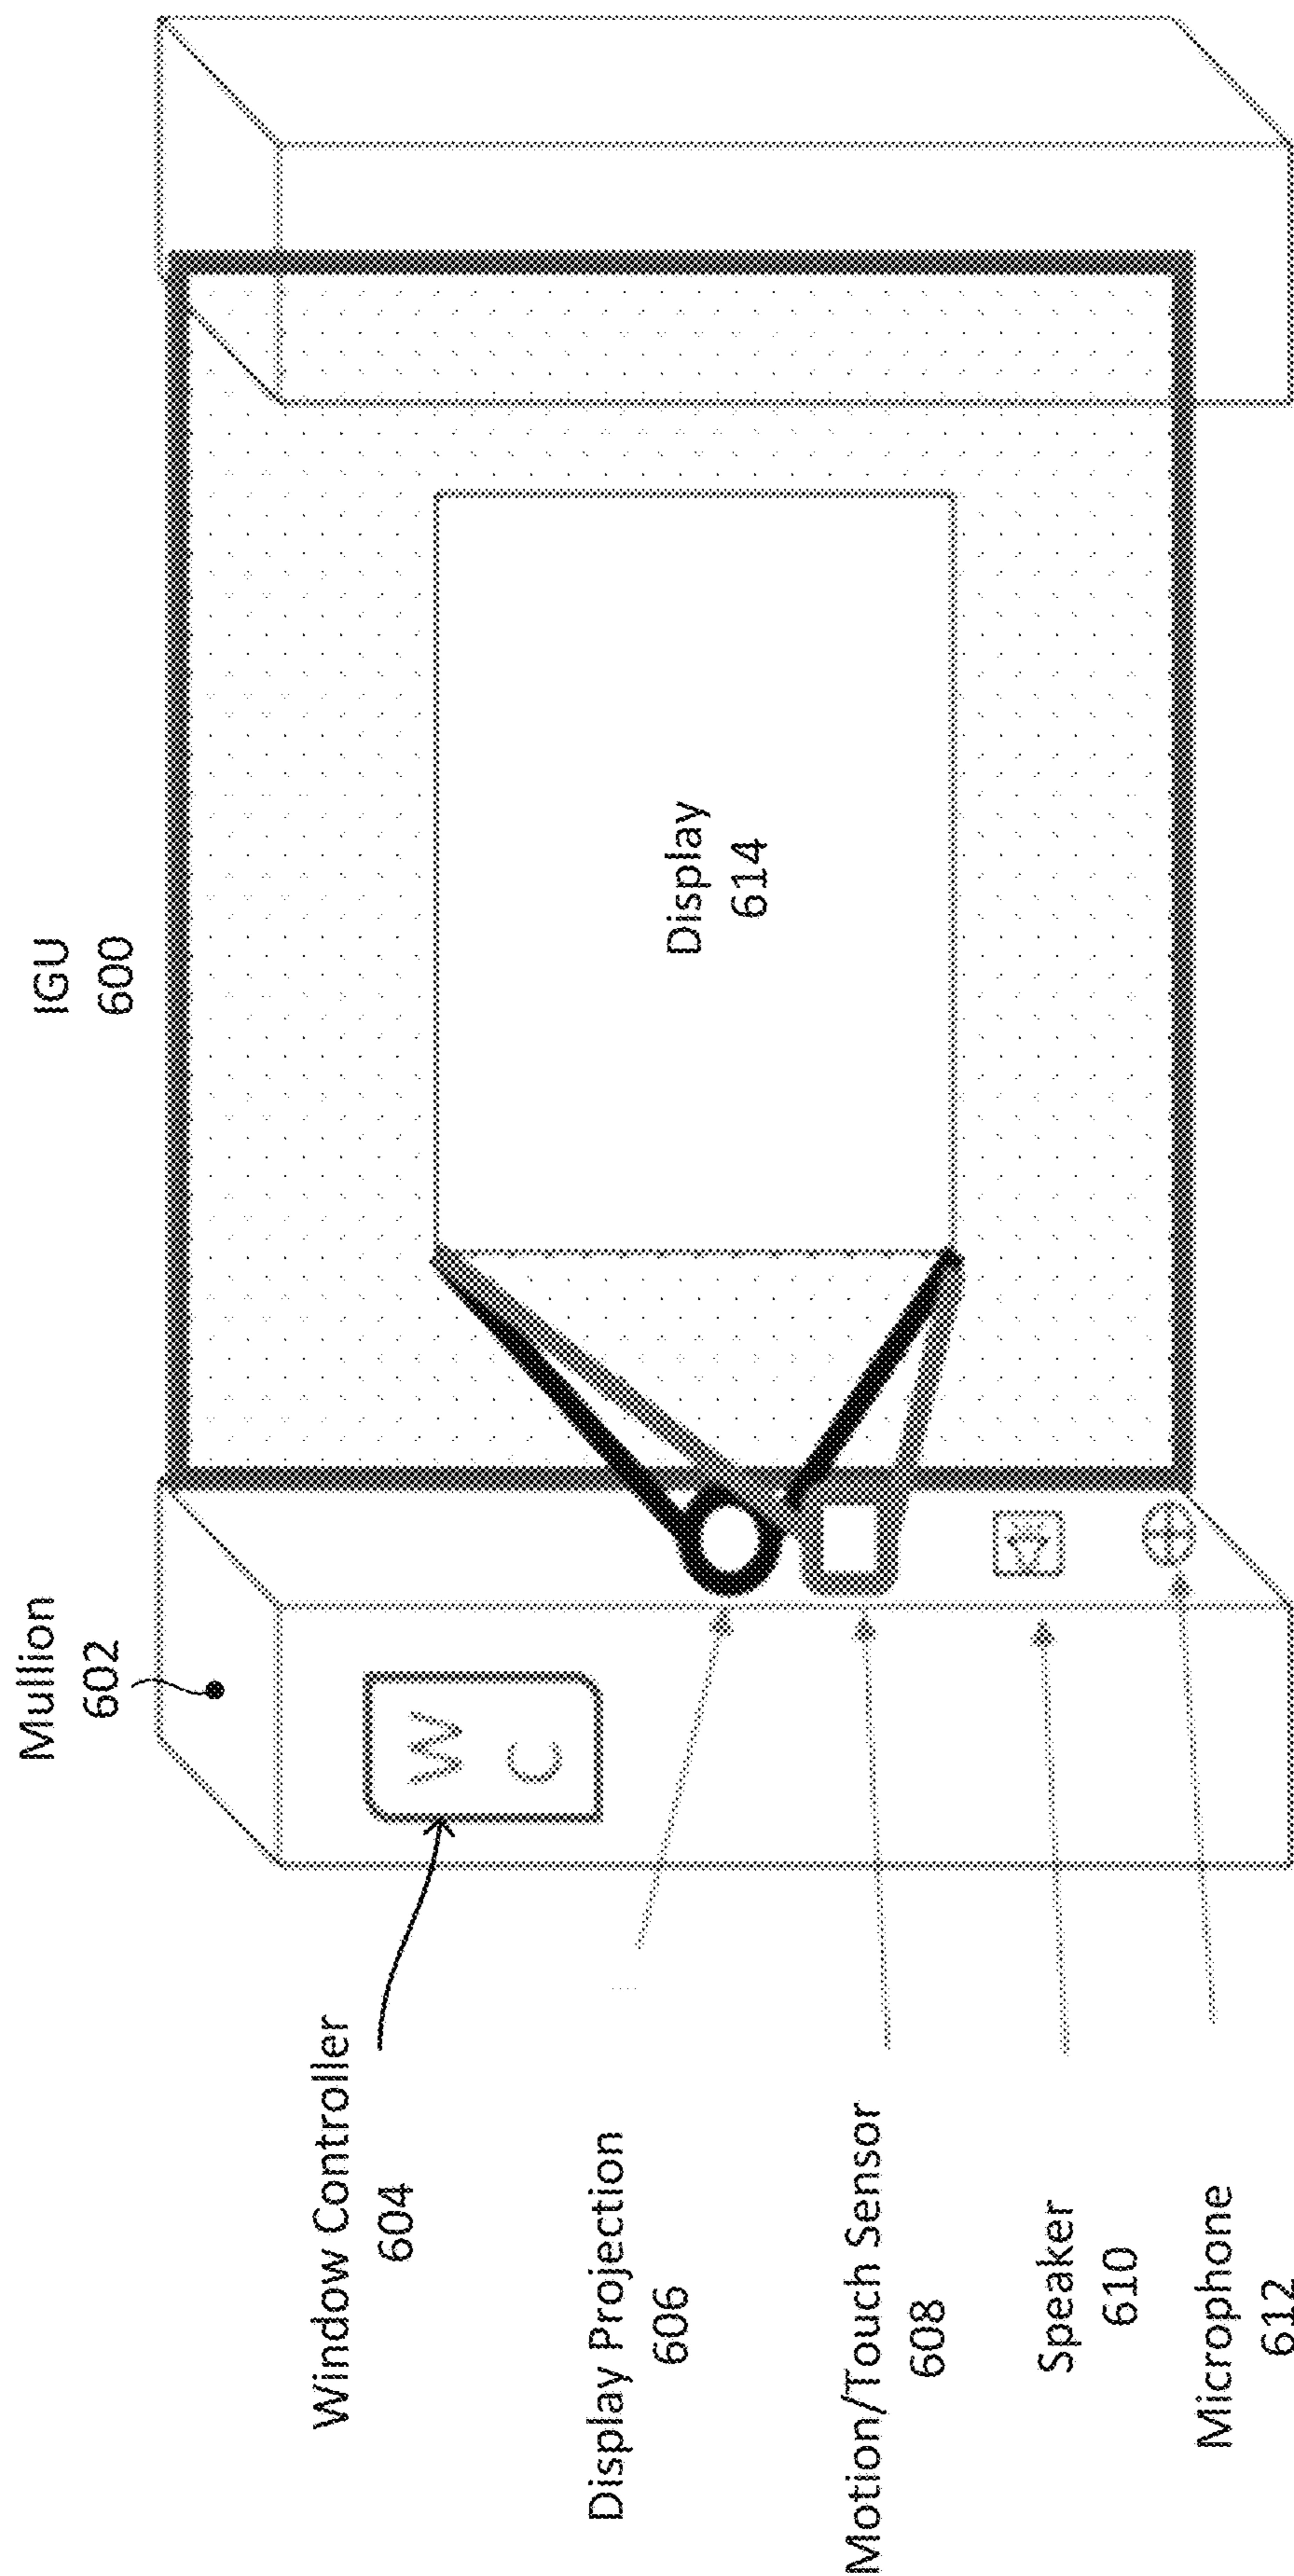 IGU
600
Mullion
602
Window Controller
604
W
C
Display Projection
606
Motion/Touch Sensor
608
Speaker
610
Microphone
612
Display
614